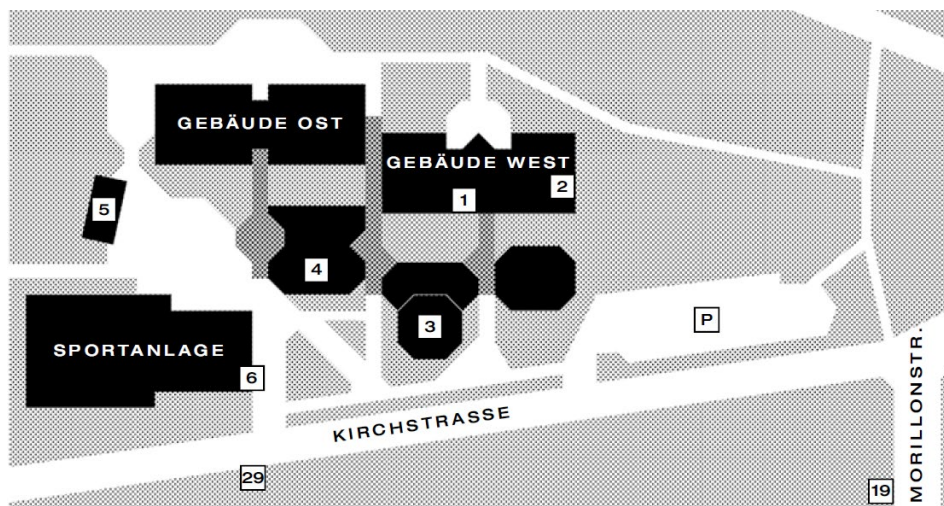 GEBÄUDE OST
GEBÄUDE WEST
2
1
5
4
P
3
SPORTANLAGE
6
KIRCHSTRASSE
MORILLONSTR.
29
19